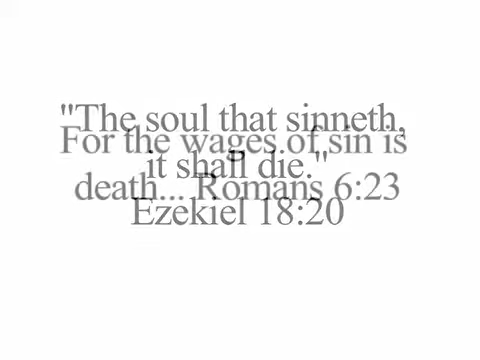 "The soul that sinneth,
it shall die."
Ezekiel 18:20
For the wages of sin is
death... Romans 6:23